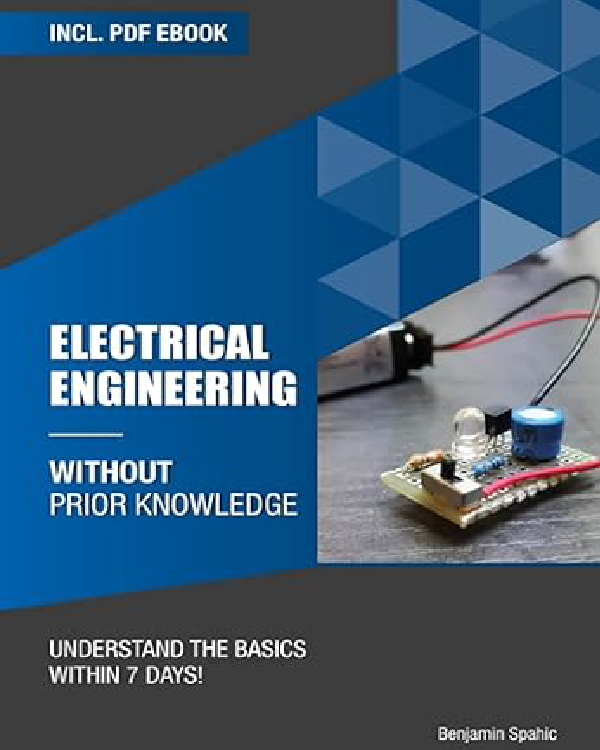 INCL. PDF EBOOK
ELECTRICAL
ENGINEERING
WITHOUT
PRIOR KNOWLEDGE
UNDERSTAND THE BASICS
WITHIN 7 DAYS!
Benjamin Spahic